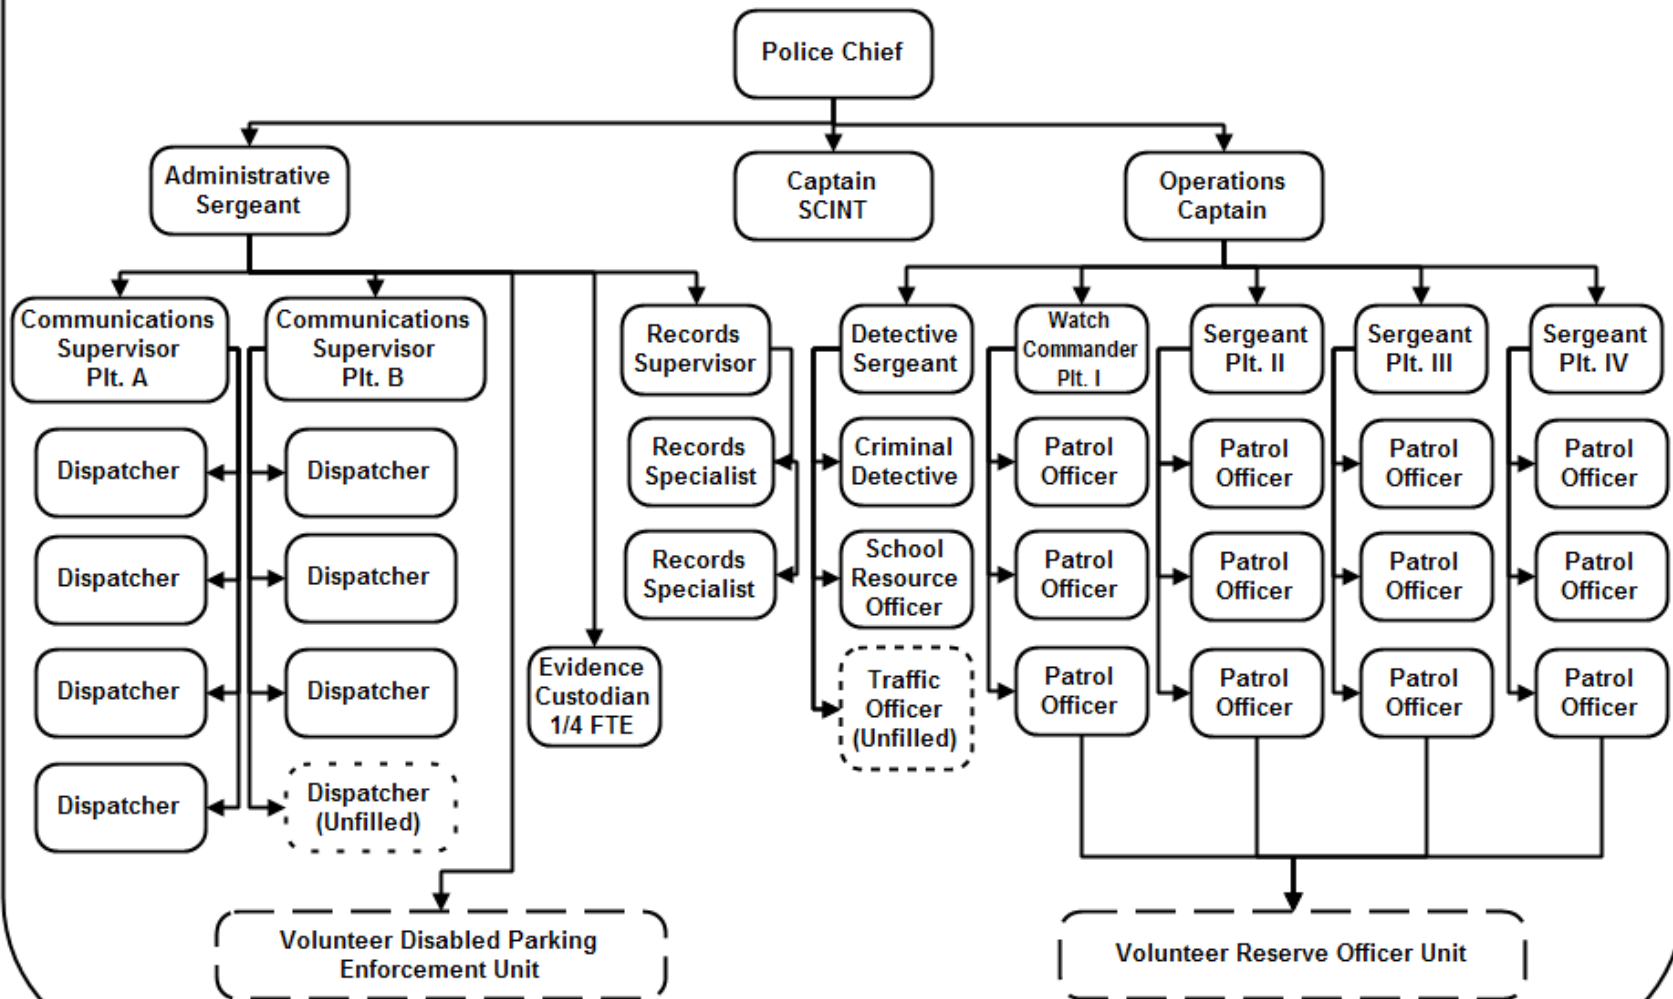 Police Chief
Administrative
Sergeant
Captain
SCINT
Operations
Captain
Communications
Supervisor
Plt. A
Communications
Supervisor
Plt. B
Records
Supervisor
Detective
Sergeant
Watch
Commander
Plt. I
Sergeant
Plt. II
Sergeant
Plt. III
Sergeant
Plt. IV
Dispatcher
Dispatcher
Records
Specialist
Criminal
Detective
Patrol
Officer
Patrol
Officer
Patrol
Officer
Patrol
Officer
Dispatcher
Dispatcher
Records
Specialist
School
Resource
Officer
Patrol
Officer
Patrol
Officer
Patrol
Officer
Patrol
Officer
Dispatcher
Dispatcher
Evidence
Custodian
1/4 FTE
Traffic
Officer
(Unfilled)
Patrol
Officer
Patrol
Officer
Patrol
Officer
Patrol
Officer
Dispatcher
Dispatcher
(Unfilled)
Volunteer Disabled Parking
Enforcement Unit
Volunteer Reserve Officer Unit